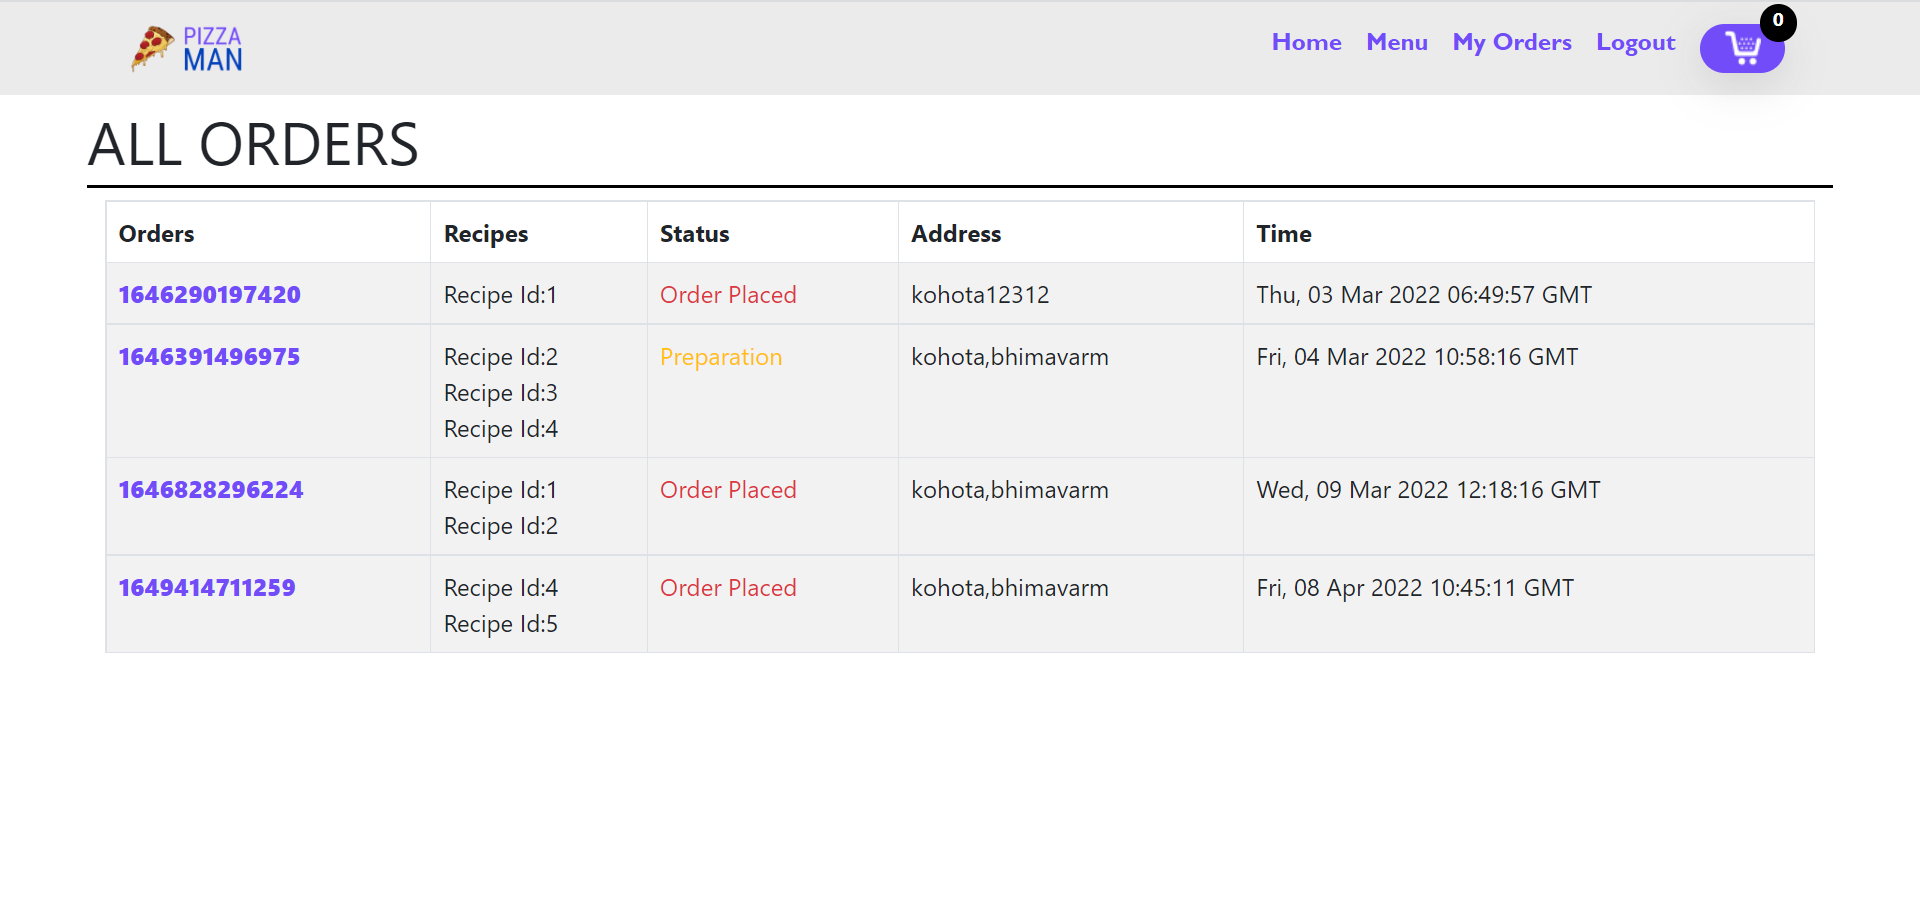 PIZZA
MAN
Home Menu My Orders Logout 0
ALL ORDERS
Orders Recipes Status Address Time
1646290197420 Recipe Id:1 Order Placed kohota12312 Thu, 03 Mar 2022 06:49:57 GMT
1646391496975 Recipe Id:2 Preparation kohota,bhimavarm Fri, 04 Mar 2022 10:58:16 GMT
Recipe Id:3
Recipe Id:4
1646828296224 Recipe Id:1 Order Placed kohota,bhimavarm Wed, 09 Mar 2022 12:18:16 GMT
Recipe Id:2
1649414711259 Recipe Id:4 Order Placed kohota,bhimavarm Fri, 08 Apr 2022 10:45:11 GMT
Recipe Id:5